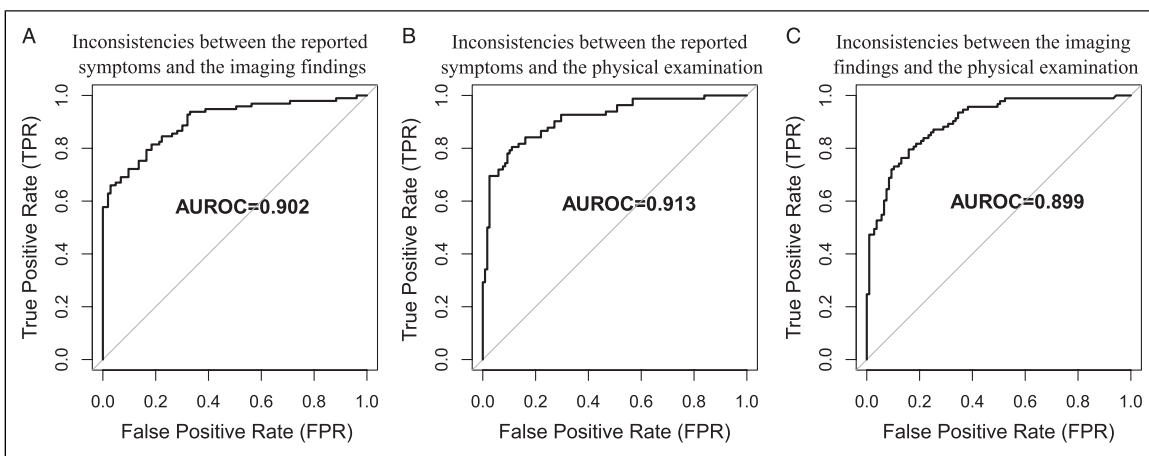 A
Inconsistencies between the reported
symptoms and the imaging findings
True Positive Rate (TPR)
1.0
0.8
0.6
0.4
0.2
0.0
AUROC=0.902
0.0 0.2 0.4 0.6 0.8 1.0
False Positive Rate (FPR)
B
Inconsistencies between the reported
symptoms and the physical examination
True Positive Rate (TPR)
1.0
0.8
0.6
0.4
0.2
0.0
AUROC=0.913
0.0 0.2 0.4 0.6 0.8 1.0
False Positive Rate (FPR)
C
Inconsistencies between the imaging
findings and the physical examination
True Positive Rate (TPR)
1.0
0.8
0.6
0.4
0.2
0.0
AUROC=0.899
0.0 0.2 0.4 0.6 0.8 1.0
False Positive Rate (FPR)